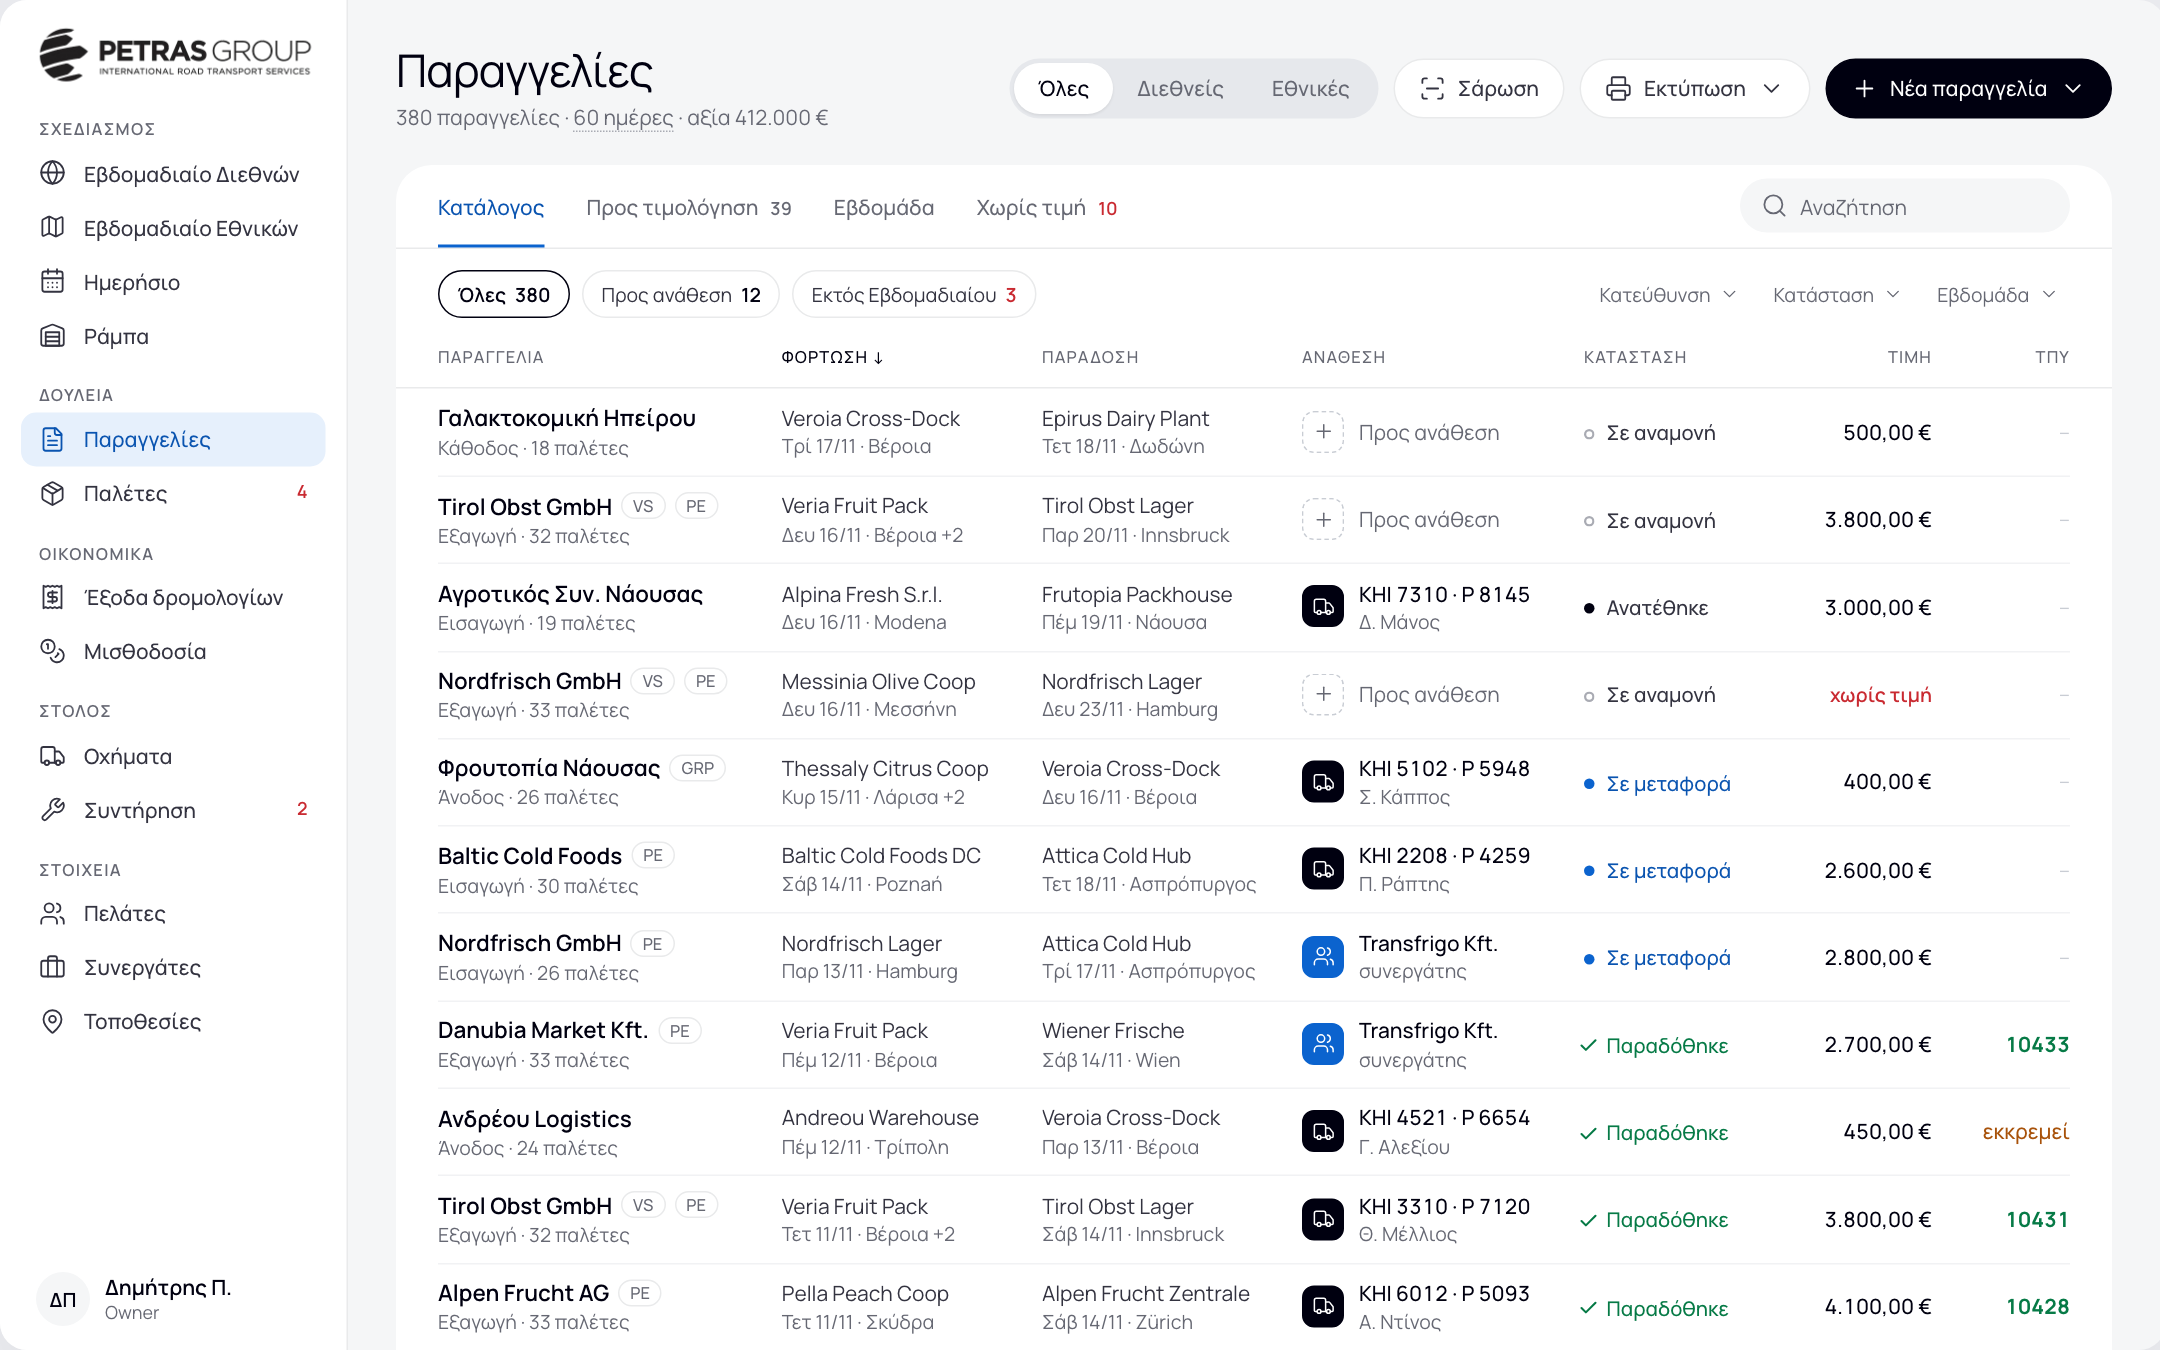 PETRAS GROUP
INTERNATIONAL ROAD TRANSPORT SERVICES
ΣΧΕΔΙΑΣΜΟΣ
Εβδομαδιαίο Διεθνών
Εβδομαδιαίο Εθνικών
Ημερήσιο
Ράμπα
ΔΟΥΛΕΙΑ
Παραγγελίες
Παλέτες 4
ΟΙΚΟΝΟΜΙΚΑ
Έξοδα δρομολογίων
Μισθοδοσία
ΣΤΟΛΟΣ
Οχήματα
Συντήρηση 2
ΣΤΟΙΧΕΙΑ
Πελάτες
Συνεργάτες
Τοποθεσίες
ΔΠ
Δημήτρης Π.
Owner
Παραγγελίες
380 παραγγελίες · 60 ημέρες · αξία 412.000 €
Όλες Διεθνείς Εθνικές
Σάρωση
Εκτύπωση
+ Νέα παραγγελία
Κατάλογος Προς τιμολόγηση 39 Εβδομάδα Χωρίς τιμή 10
Αναζήτηση
Όλες 380 Προς ανάθεση 12 Εκτός Εβδομαδιαίου 3
Κατεύθυνση Κατάσταση Εβδομάδα
ΠΑΡΑΓΓΕΛΙΑ ΦΟΡΤΩΣΗ ↓ ΠΑΡΑΔΟΣΗ ΑΝΑΘΕΣΗ ΚΑΤΑΣΤΑΣΗ ΤΙΜΗ ΤΠΥ
Γαλακτοκομική Ηπείρου Veroia Cross-Dock Epirus Dairy Plant + Προς ανάθεση Σε αναμονή 500,00 € –
Κάθοδος · 18 παλέτες Τρί 17/11 · Βέροια Τετ 18/11 · Δωδώνη
Tirol Obst GmbH VS PE Veria Fruit Pack Tirol Obst Lager + Προς ανάθεση Σε αναμονή 3.800,00 € –
Εξαγωγή · 32 παλέτες Δευ 16/11 · Βέροια +2 Παρ 20/11 · Innsbruck
Αγροτικός Συν. Νάουσας Alpina Fresh S.r.l. Frutopia Packhouse ΚΗΙ 7310 · Ρ 8145 Ανατέθηκε 3.000,00 € –
Εισαγωγή · 19 παλέτες Δευ 16/11 · Modena Πέμ 19/11 · Νάουσα Δ. Μάνος
Nordfrisch GmbH VS PE Messinia Olive Coop Nordfrisch Lager + Προς ανάθεση Σε αναμονή χωρίς τιμή –
Εξαγωγή · 33 παλέτες Δευ 16/11 · Μεσσήνη Δευ 23/11 · Hamburg
Φρουτοπία Νάουσας GRP Thessaly Citrus Coop Veroia Cross-Dock ΚΗΙ 5102 · Ρ 5948 Σε μεταφορά 400,00 € –
Άνοδος · 26 παλέτες Κυρ 15/11 · Λάρισα +2 Δευ 16/11 · Βέροια Σ. Κάππος
Baltic Cold Foods PE Baltic Cold Foods DC Attica Cold Hub ΚΗΙ 2208 · Ρ 4259 Σε μεταφορά 2.600,00 € –
Εισαγωγή · 30 παλέτες Σάβ 14/11 · Poznań Τετ 18/11 · Ασπρόπυργος Π. Ράπτης
Nordfrisch GmbH PE Nordfrisch Lager Attica Cold Hub Transfrigo Kft. Σε μεταφορά 2.800,00 € –
Εισαγωγή · 26 παλέτες Παρ 13/11 · Hamburg Τρί 17/11 · Ασπρόπυργος συνεργάτης
Danubia Market Kft. PE Veria Fruit Pack Wiener Frische Transfrigo Kft. Παραδόθηκε 2.700,00 € 10433
Εξαγωγή · 33 παλέτες Πέμ 12/11 · Βέροια Σάβ 14/11 · Wien συνεργάτης
Ανδρέου Logistics Andreou Warehouse Veroia Cross-Dock ΚΗΙ 4521 · Ρ 6654 Παραδόθηκε 450,00 € εκκρεμεί
Άνοδος · 24 παλέτες Πέμ 12/11 · Τρίπολη Παρ 13/11 · Βέροια Γ. Αλεξίου
Tirol Obst GmbH VS PE Veria Fruit Pack Tirol Obst Lager ΚΗΙ 3310 · Ρ 7120 Παραδόθηκε 3.800,00 € 10431
Εξαγωγή · 32 παλέτες Τετ 11/11 · Βέροια +2 Σάβ 14/11 · Innsbruck Θ. Μέλλιος
Alpen Frucht AG PE Pella Peach Coop Alpen Frucht Zentrale ΚΗΙ 6012 · Ρ 5093 Παραδόθηκε 4.100,00 € 10428
Εξαγωγή · 33 παλέτες Τετ 11/11 · Σκύδρα Σάβ 14/11 · Zürich Α. Ντίνος